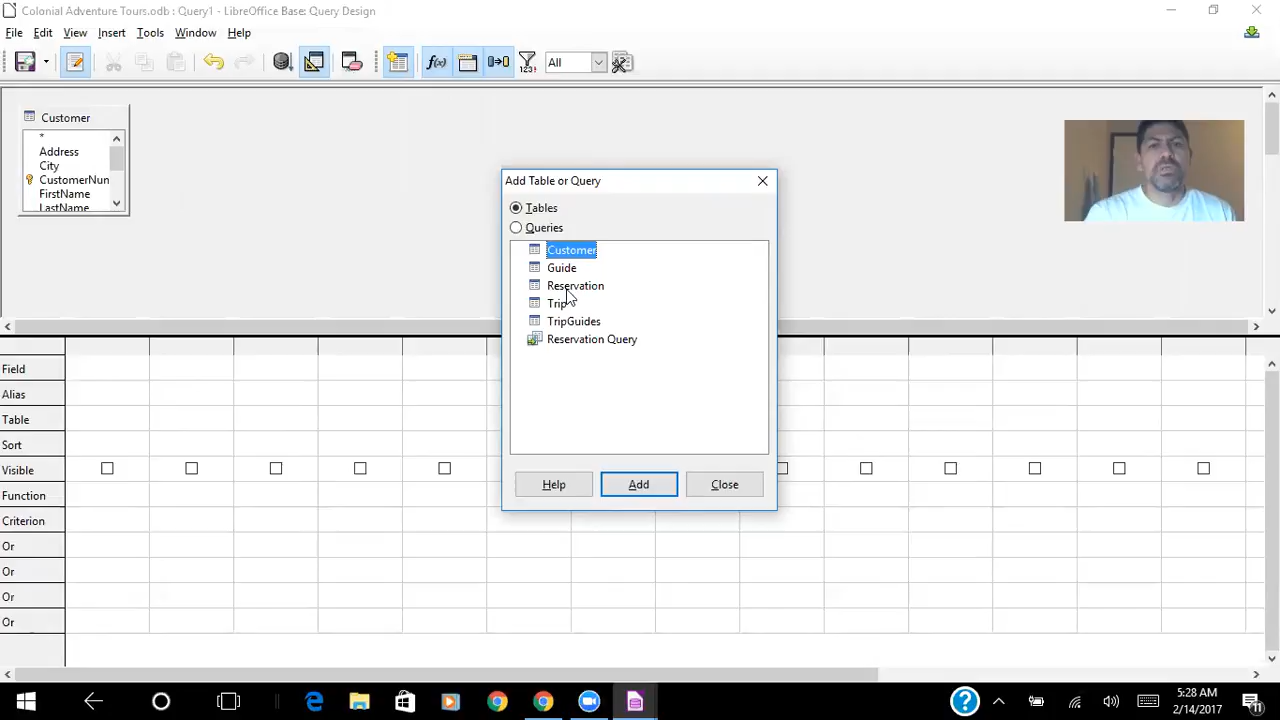 Colonial Adventure Tours.odb : Query1 - LibreOffice Base: Query Design
File Edit View Insert Tools Window Help
All
Customer
*
Address
City
CustomerNum
FirstName
LastName
Add Table or Query
Tables
Queries
Customer
Guide
Reservation
Trip
TripGuides
Reservation Query
Help Add Close
Field
Alias
Table
Sort
Visible
Function
Criterion
Or
Or
Or
Or
5:28 AM
2/14/2017